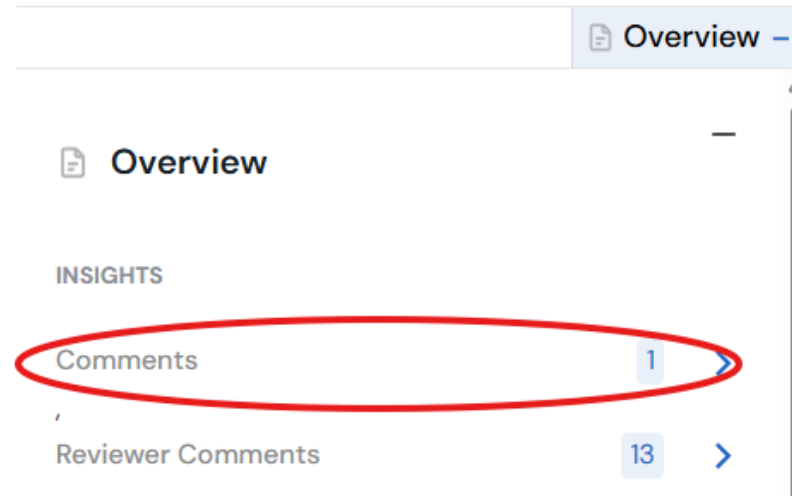 Overview –
Overview
INSIGHTS
Comments 1
,
Reviewer Comments 13